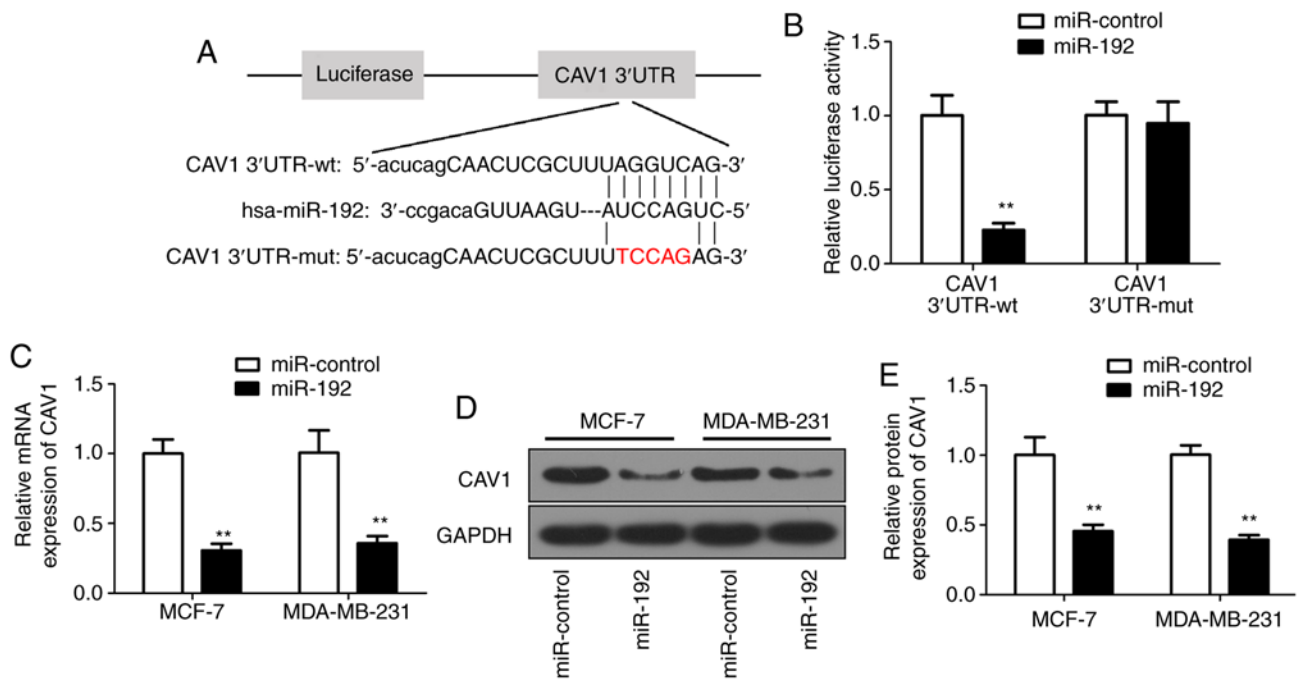 A
Luciferase
CAV1 3′UTR
CAV1 3′UTR-wt: 5′-acucagCAACUCGCUUUUAGGUCAG-3′
hsa-miR-192: 3′-ccgacaGUUAAGU---AUCCAGUC-5′
CAV1 3′UTR-mut: 5′-acucagCAACUCGCUUUUTCCAGAG-3′
B
miR-control
miR-192
Relative luciferase activity
1.5
1.0
0.5
0.0
**
CAV1
3′UTR-wt
CAV1
3′UTR-mut
C
miR-control
miR-192
Relative mRNA
expression of CAV1
1.5
1.0
0.5
0.0
**
**
MCF-7
MDA-MB-231
D
MCF-7
MDA-MB-231
CAV1
GAPDH
miR-control
miR-192
miR-control
miR-192
E
miR-control
miR-192
Relative protein
expression of CAV1
1.5
1.0
0.5
0.0
**
**
MCF-7
MDA-MB-231